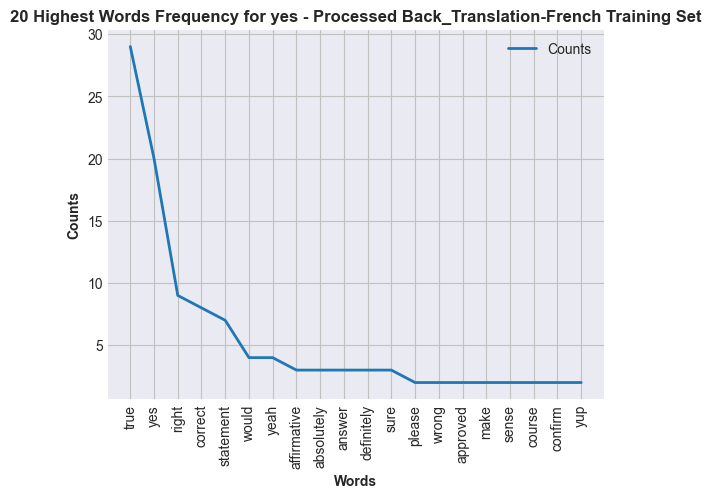 20 Highest Words Frequency for yes - Processed Back_Translation-French Training Set
Counts
30
25
20
15
10
5
Counts
true
yes
right
correct
statement
would
yeah
affirmative
absolutely
answer
definitely
sure
please
wrong
approved
make
sense
course
confirm
yup
Words